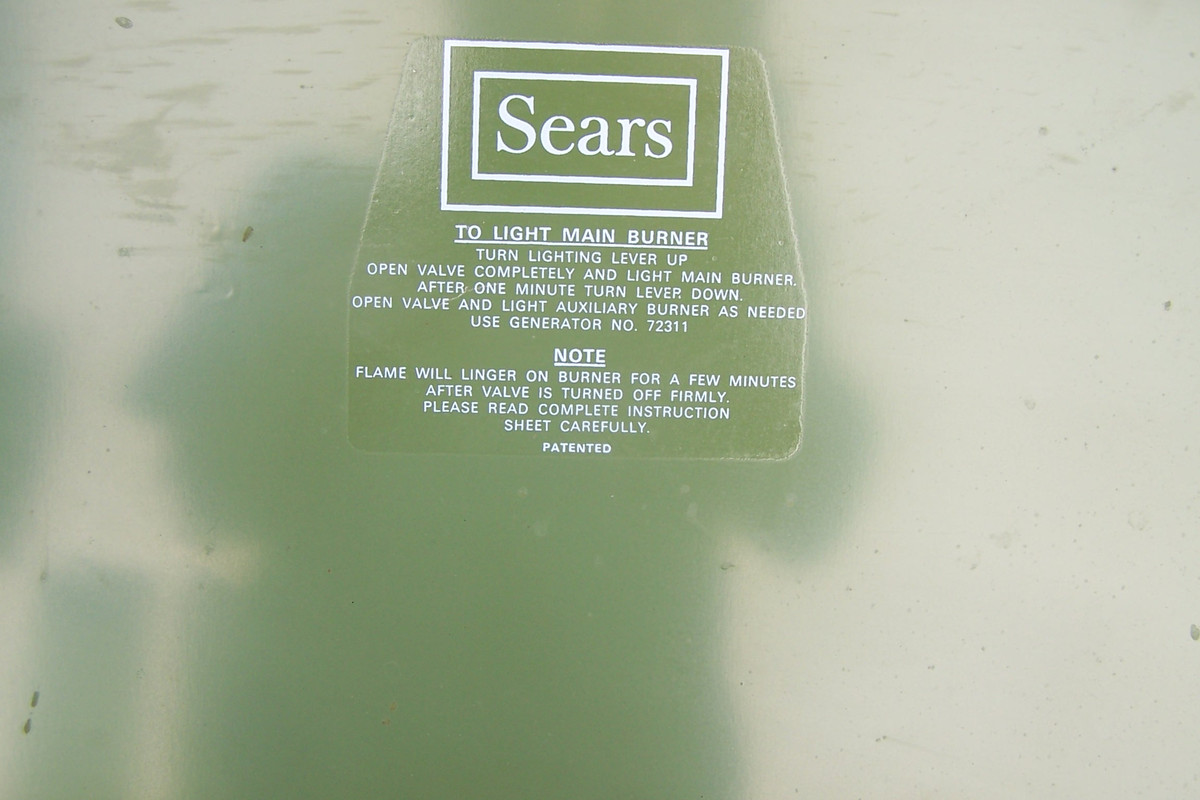 Sears
TO LIGHT MAIN BURNER
TURN LIGHTING LEVER UP
OPEN VALVE COMPLETELY AND LIGHT MAIN BURNER.
AFTER ONE MINUTE TURN LEVER DOWN.
OPEN VALVE AND LIGHT AUXILIARY BURNER AS NEEDED
USE GENERATOR NO. 72311
NOTE
FLAME WILL LINGER ON BURNER FOR A FEW MINUTES
AFTER VALVE IS TURNED OFF FIRMLY.
PLEASE READ COMPLETE INSTRUCTION
SHEET CAREFULLY.
PATENTED